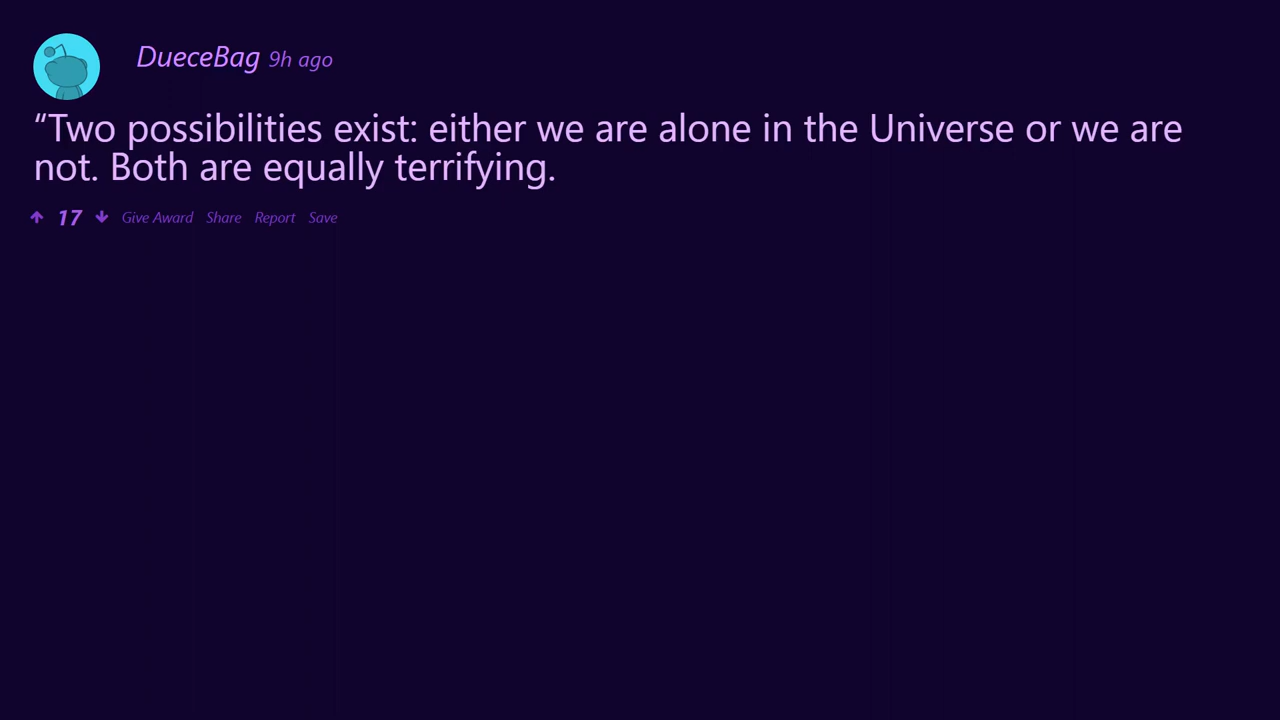 DueceBag 9h ago
“Two possibilities exist: either we are alone in the Universe or we are
not. Both are equally terrifying.
17 Give Award Share Report Save